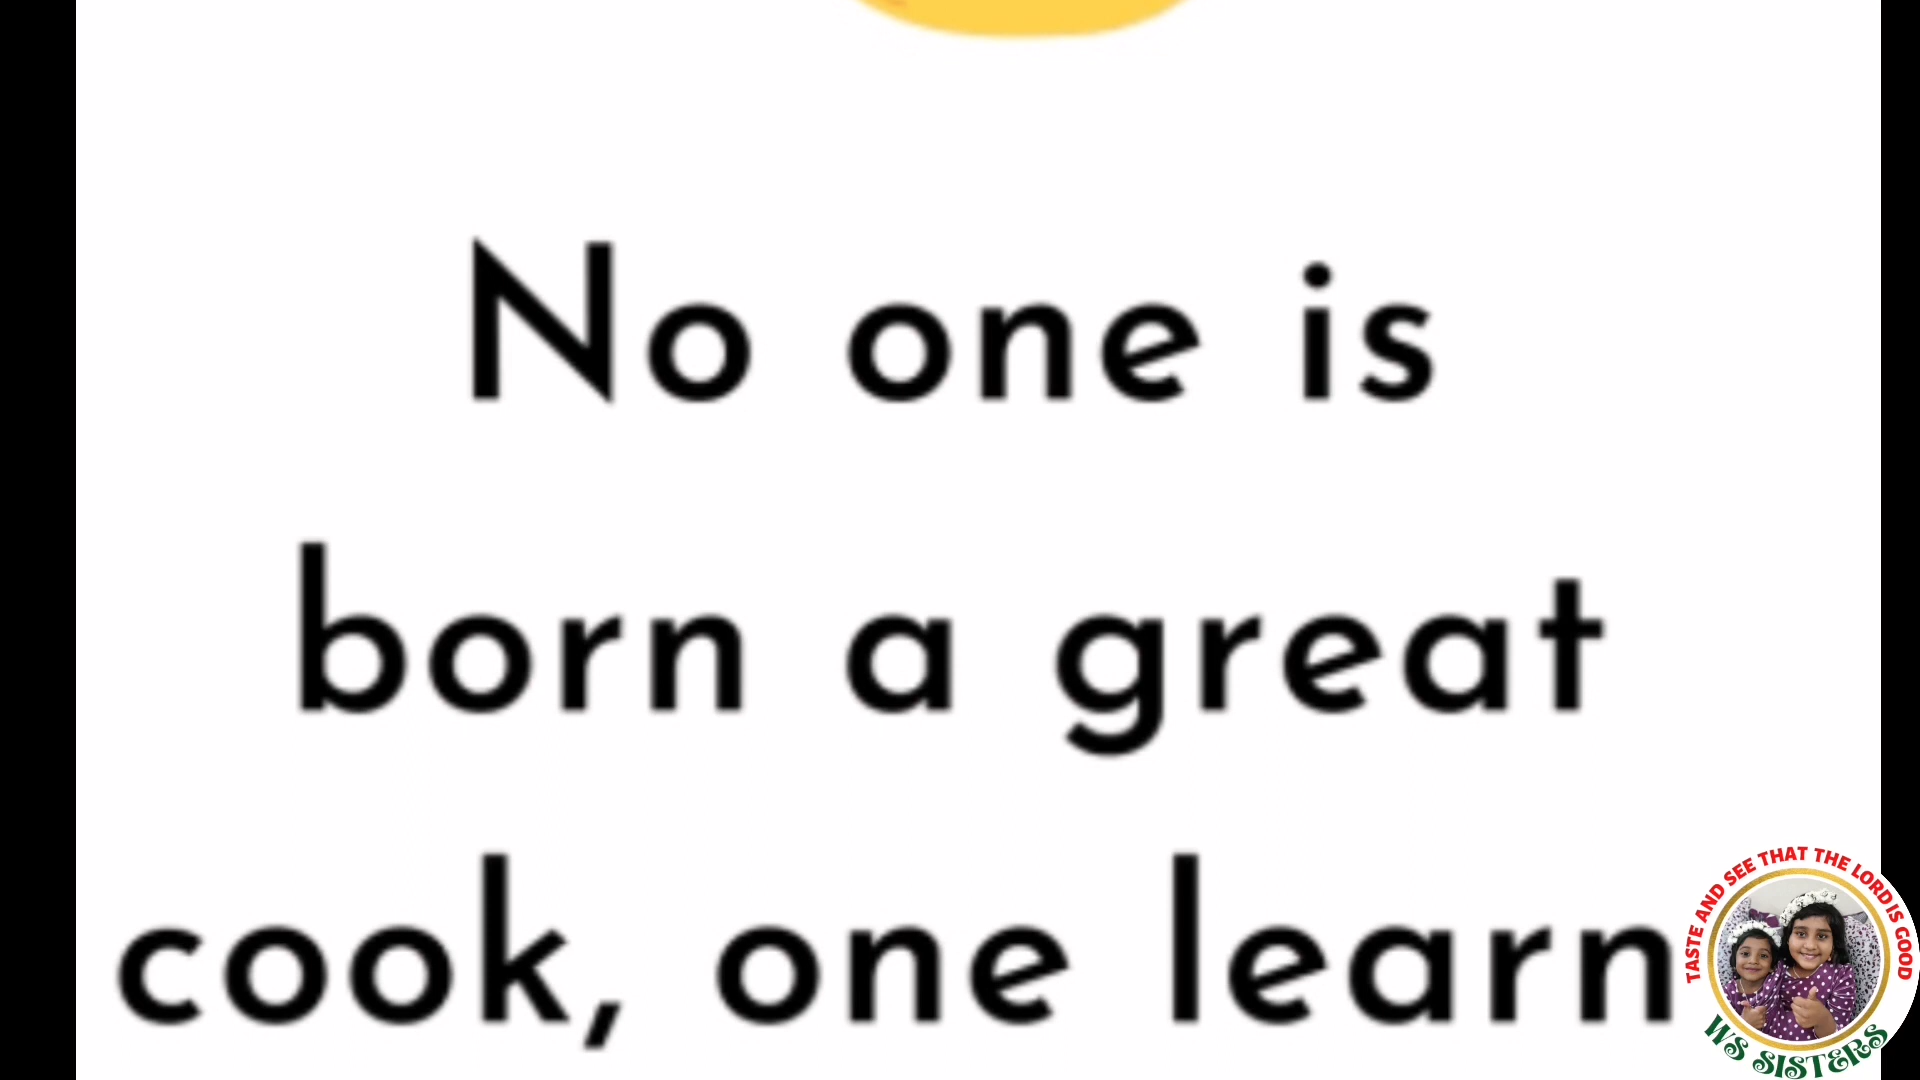 No one is
born a great
cook, one learn
TASTE AND SEE THAT THE LORD IS GOOD
WS SISTERS